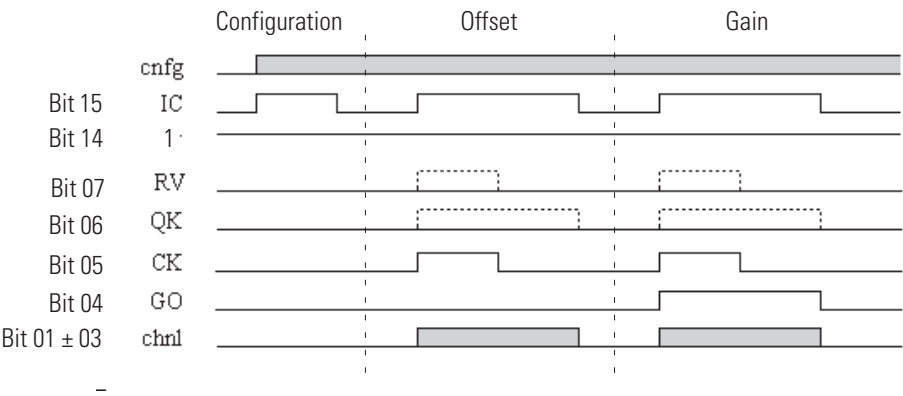 Configuration Offset Gain
cnfg
Bit 15 IC
Bit 14 1
Bit 07 RV
Bit 06 QK
Bit 05 CK
Bit 04 GO
Bit 01 ± 03 chnl
–